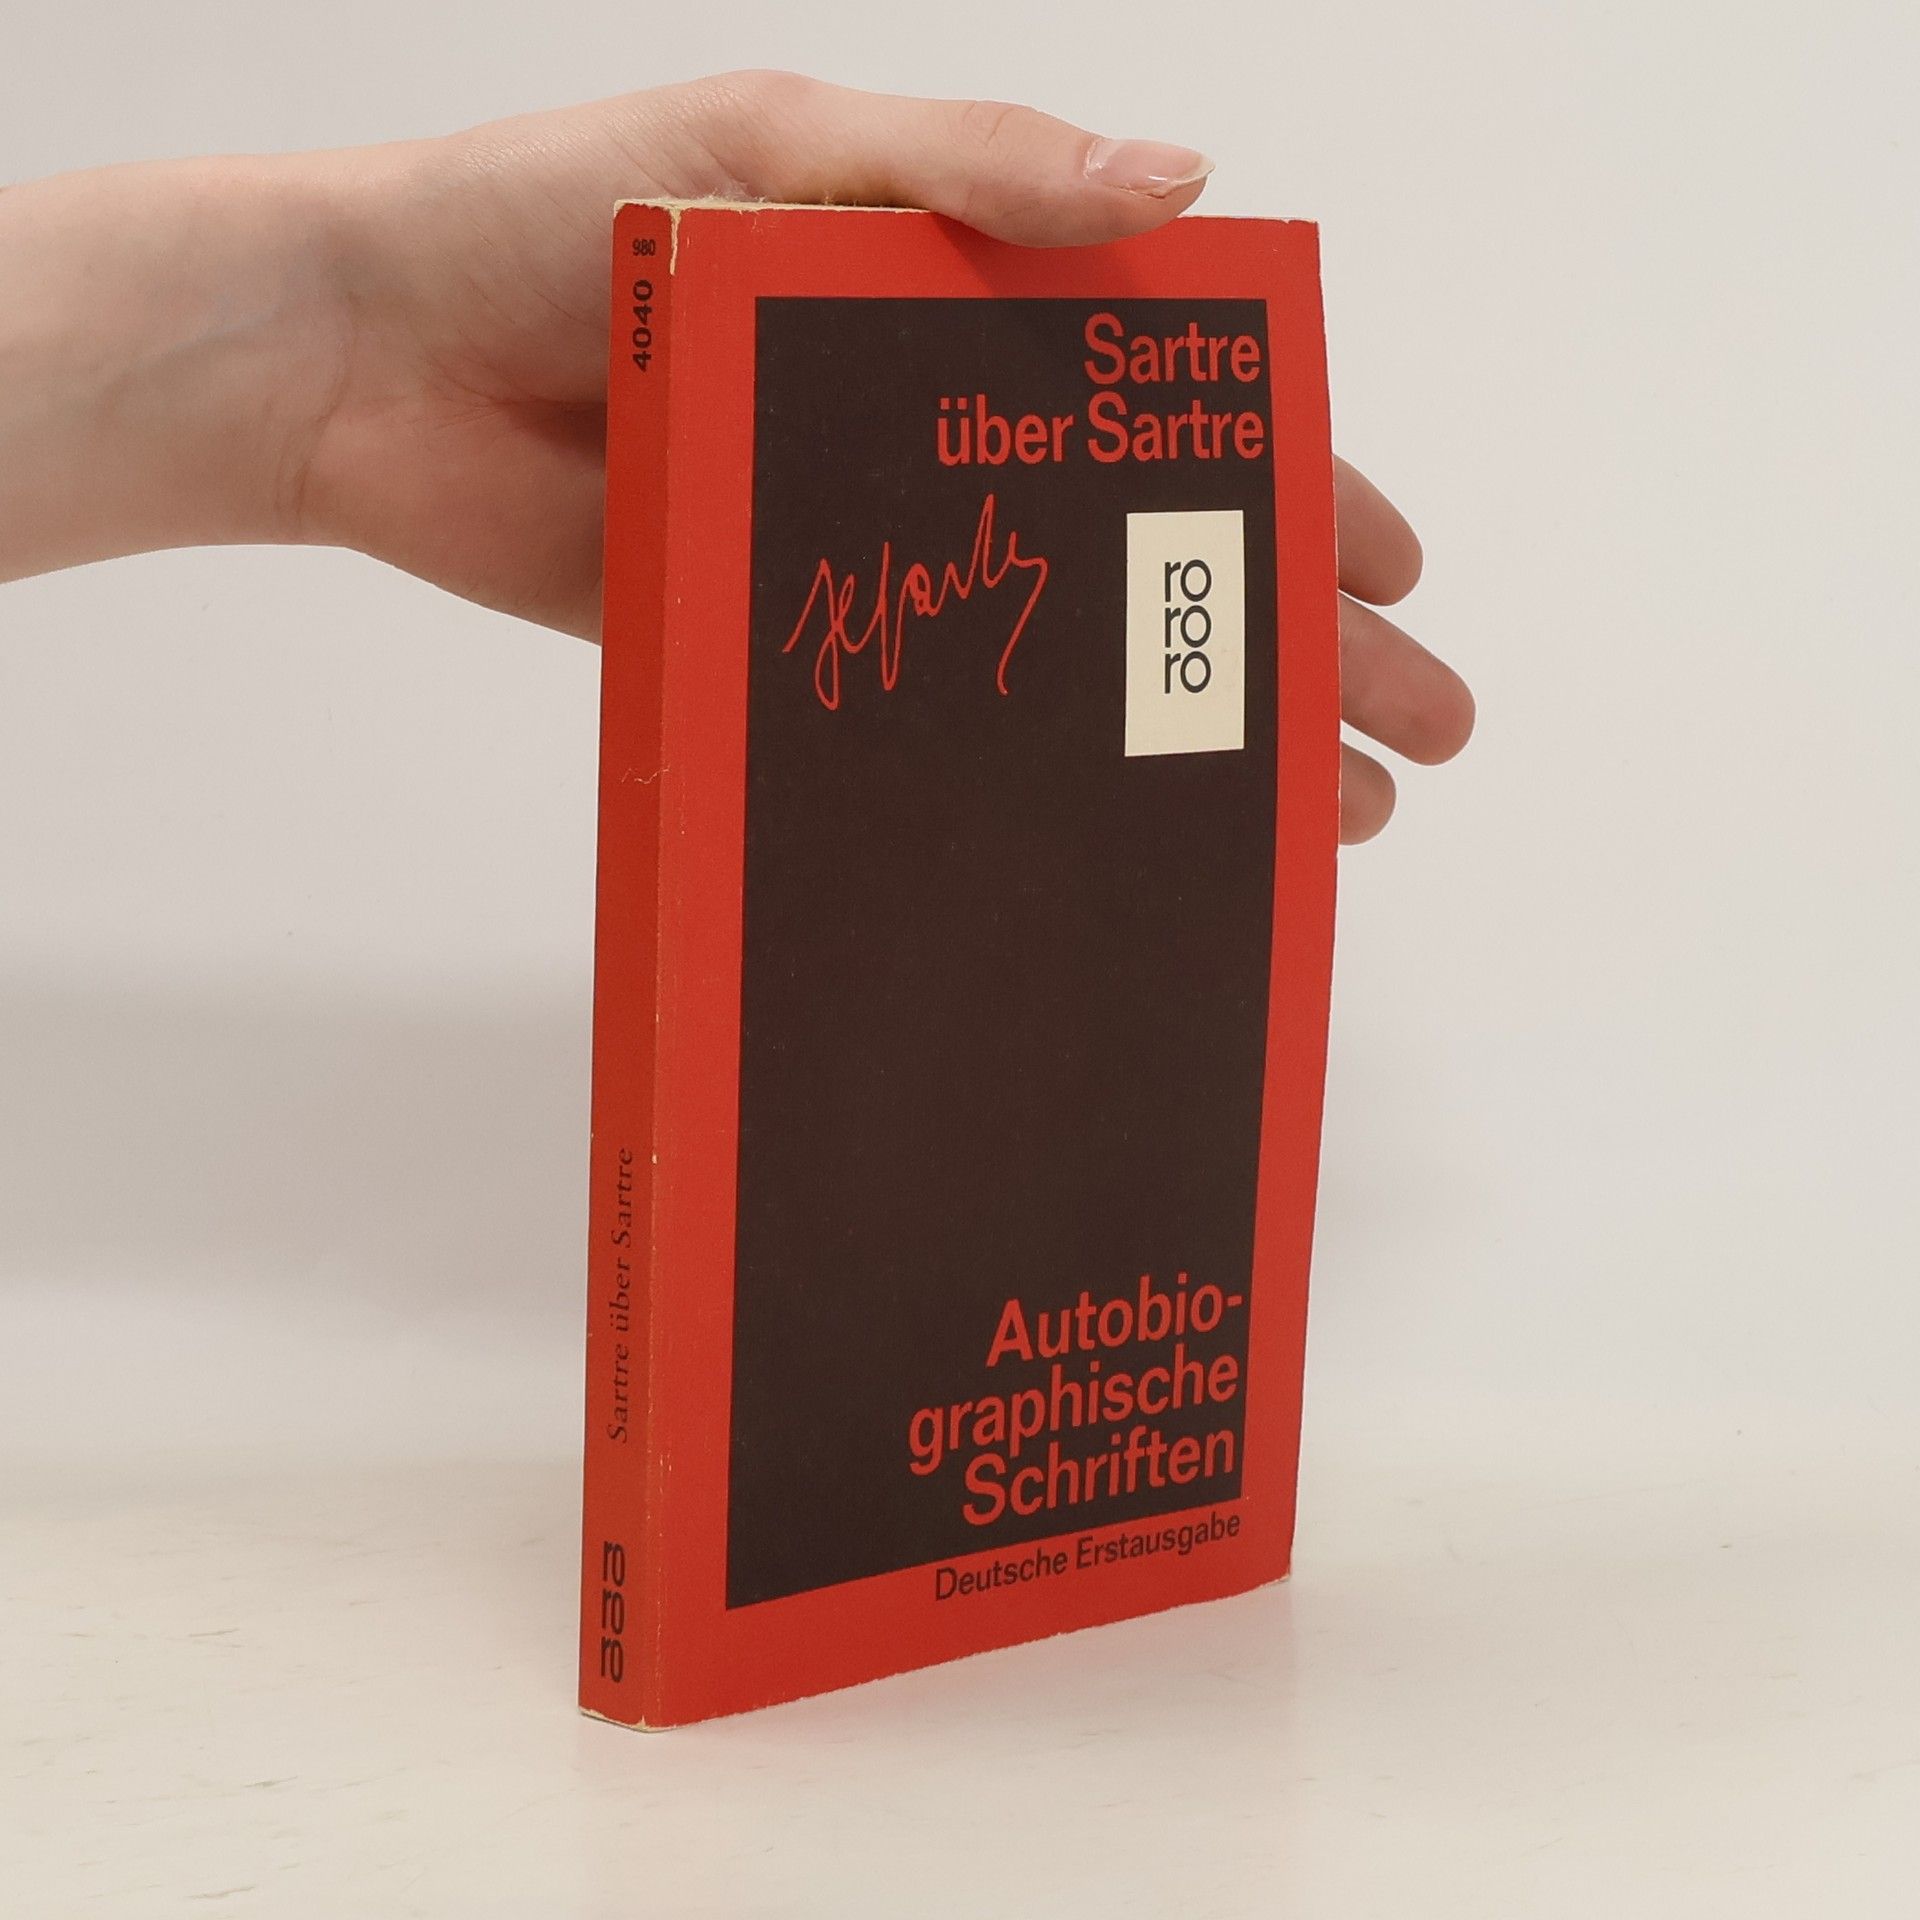 980
4040
Sartre über Sartre
ro
ro
ro
Sartre
über Sartre
JPSartre
ro
ro
ro
Autobio-
graphische
Schriften
Deutsche Erstausgabe